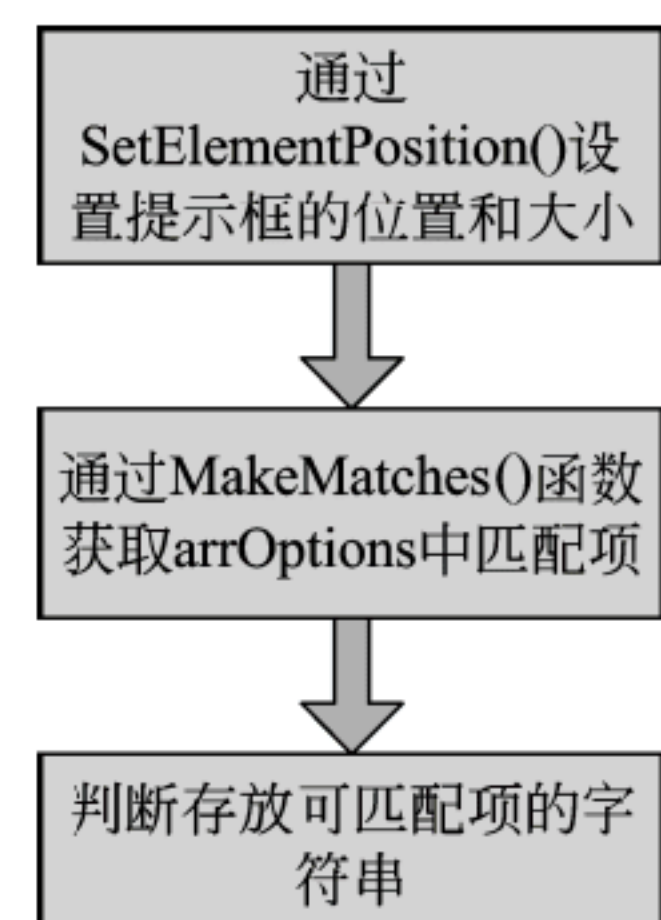 通过
SetElementPosition()设
置提示框的位置和大小
通过MakeMatches()函数
获取arrOptions中匹配项
判断存放可匹配项的字
符串